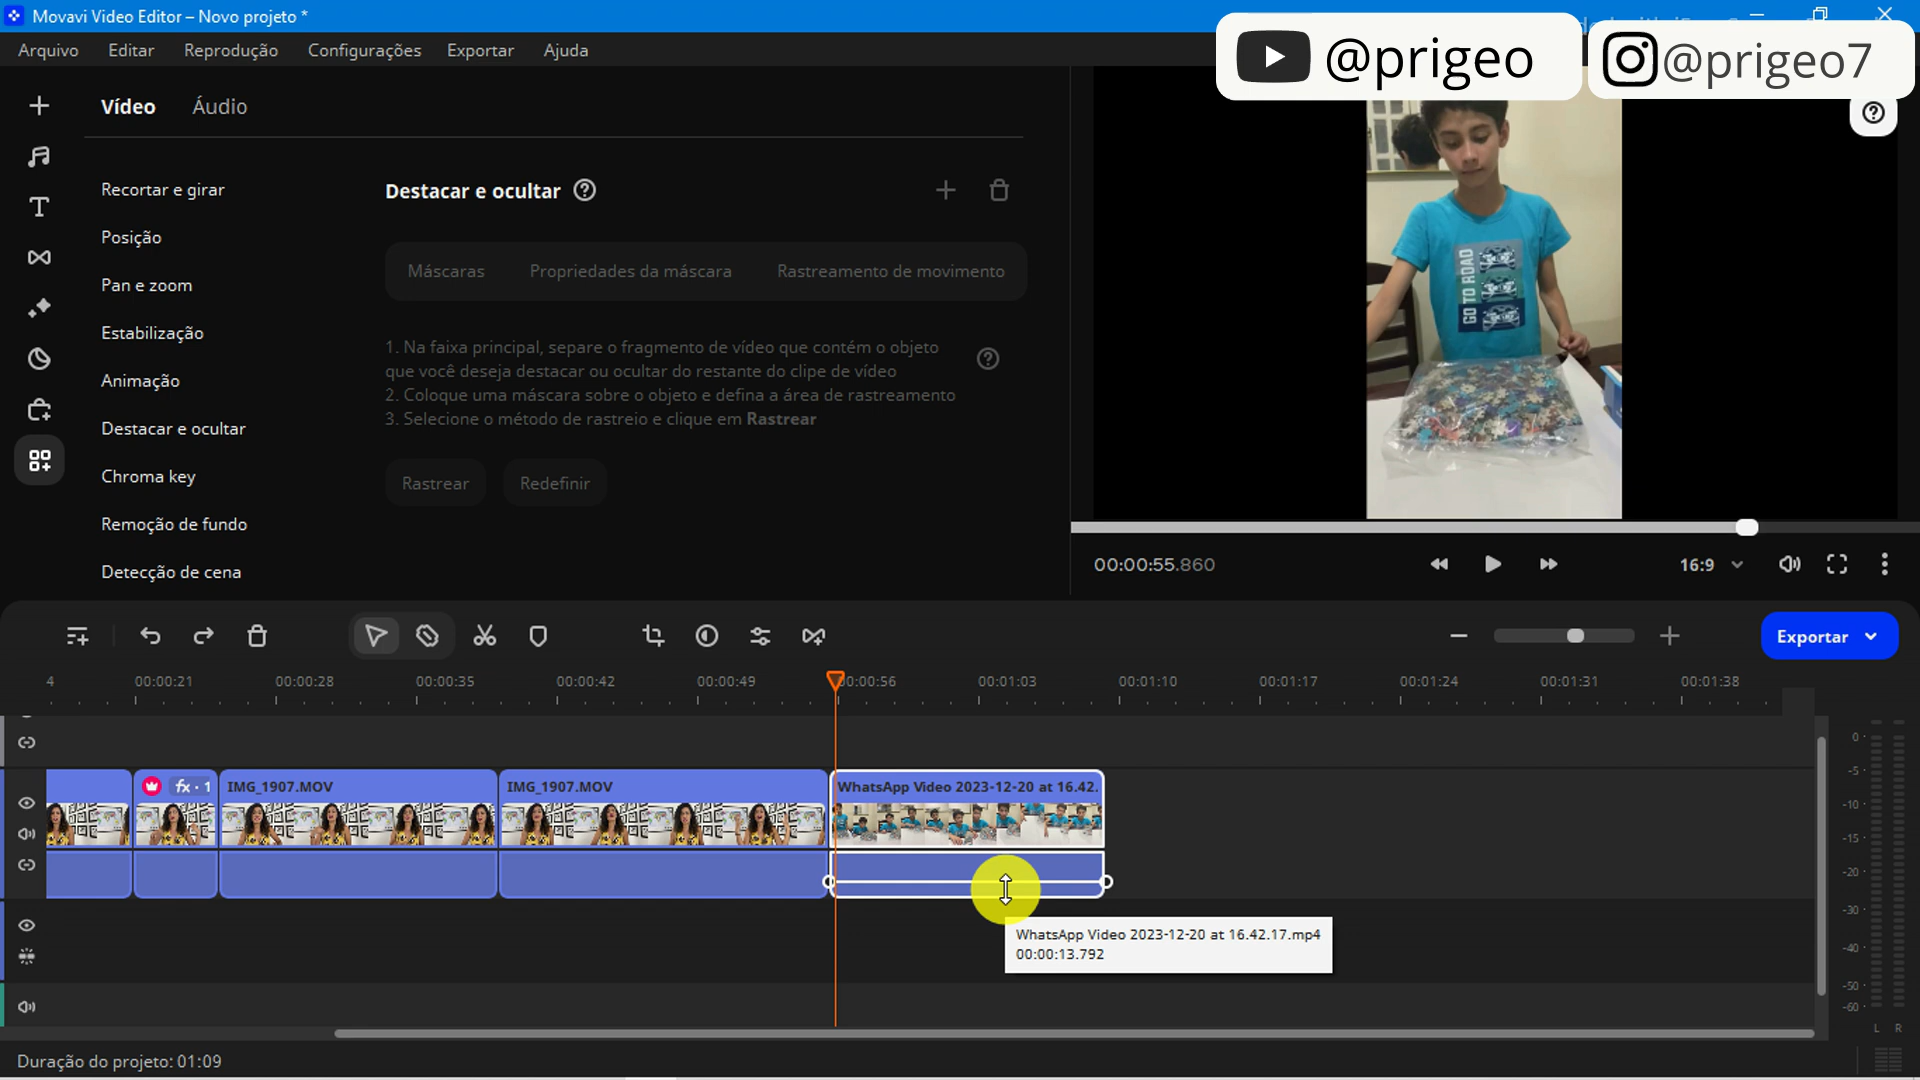 Movavi Video Editor – Novo projeto *
@prigeo
@prigeo7
Arquivo Editar Reprodução Configurações Exportar Ajuda
Vídeo Áudio
Recortar e girar
Posição
Pan e zoom
Estabilização
Animação
Destacar e ocultar
Chroma key
Remoção de fundo
Detecção de cena
Destacar e ocultar
Máscaras Propriedades da máscara Rastreamento de movimento
1. Na faixa principal, separe o fragmento de vídeo que contém o objeto
que você deseja destacar ou ocultar do restante do clipe de vídeo
2. Coloque uma máscara sobre o objeto e defina a área de rastreamento
3. Selecione o método de rastreio e clique em Rastrear
Rastrear Redefinir
GO TO ROAD
00:00:55.860
16:9
Exportar
4 00:00:21 00:00:28 00:00:35 00:00:42 00:00:49 00:00:56 00:01:03 00:01:10 00:01:17 00:01:24 00:01:31 00:01:38
fx · 1 IMG_1907.MOV IMG_1907.MOV WhatsApp Video 2023-12-20 at 16.42.
WhatsApp Video 2023-12-20 at 16.42.17.mp4
00:00:13.792
0
-5
-10
-15
-20
-30
-40
-50
-60
L R
Duração do projeto: 01:09